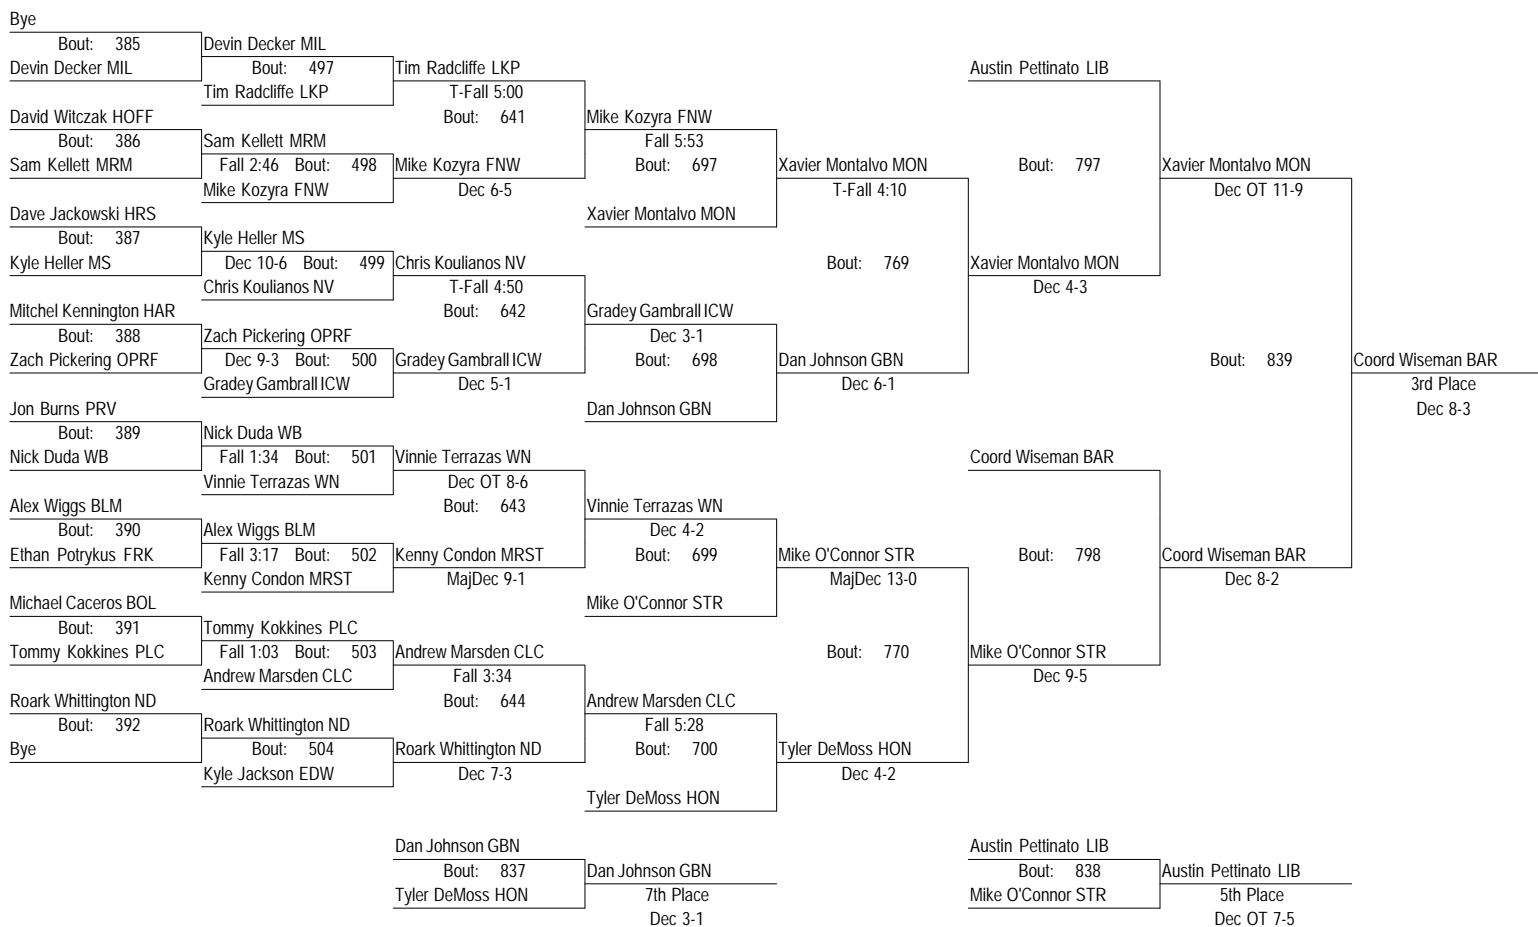 Bye
Bout: 385
Devin Decker MIL
Devin Decker MIL
Bout: 497
Tim Radcliffe LKP
Tim Radcliffe LKP
T-Fall 5:00
Bout: 641
David Witczak HOFF
Bout: 386
Sam Kellett MRM
Sam Kellett MRM
Fall 2:46 Bout: 498
Mike Kozyra FNW
Mike Kozyra FNW
Dec 6-5
Mike Kozyra FNW
Fall 5:53
Bout: 697
Xavier Montalvo MON
Xavier Montalvo MON
T-Fall 4:10
Dave Jackowski HRS
Bout: 387
Kyle Heller MS
Kyle Heller MS
Dec 10-6 Bout: 499
Chris Koulianos NV
Chris Koulianos NV
T-Fall 4:50
Bout: 642
Mitchel Kennington HAR
Bout: 388
Zach Pickering OPRF
Zach Pickering OPRF
Dec 9-3 Bout: 500
Gradey Gambrall ICW
Gradey Gambrall ICW
Dec 5-1
Gradey Gambrall ICW
Dec 3-1
Bout: 698
Dan Johnson GBN
Dan Johnson GBN
Dec 6-1
Bout: 769
Xavier Montalvo MON
Dec 4-3
Austin Pettinato LIB
Bout: 797
Xavier Montalvo MON
Dec OT 11-9
Jon Burns PRV
Bout: 389
Nick Duda WB
Nick Duda WB
Fall 1:34 Bout: 501
Vinnie Terrazas WN
Vinnie Terrazas WN
Dec OT 8-6
Bout: 643
Alex Wiggs BLM
Bout: 390
Ethan Potrykus FRK
Alex Wiggs BLM
Fall 3:17 Bout: 502
Kenny Condon MRST
Kenny Condon MRST
MajDec 9-1
Vinnie Terrazas WN
Dec 4-2
Bout: 699
Mike O'Connor STR
Mike O'Connor STR
MajDec 13-0
Michael Caceros BOL
Bout: 391
Tommy Kokkines PLC
Tommy Kokkines PLC
Fall 1:03 Bout: 503
Andrew Marsden CLC
Andrew Marsden CLC
Fall 3:34
Bout: 644
Roark Whittington ND
Bout: 392
Bye
Roark Whittington ND
Bout: 504
Kyle Jackson EDW
Roark Whittington ND
Dec 7-3
Andrew Marsden CLC
Fall 5:28
Bout: 700
Tyler DeMoss HON
Tyler DeMoss HON
Dec 4-2
Bout: 770
Mike O'Connor STR
Dec 9-5
Coord Wiseman BAR
Bout: 798
Coord Wiseman BAR
Dec 8-2
Bout: 839
Coord Wiseman BAR
3rd Place
Dec 8-3
Dan Johnson GBN
Bout: 837
Tyler DeMoss HON
Dan Johnson GBN
7th Place
Dec 3-1
Austin Pettinato LIB
Bout: 838
Mike O'Connor STR
Austin Pettinato LIB
5th Place
Dec OT 7-5